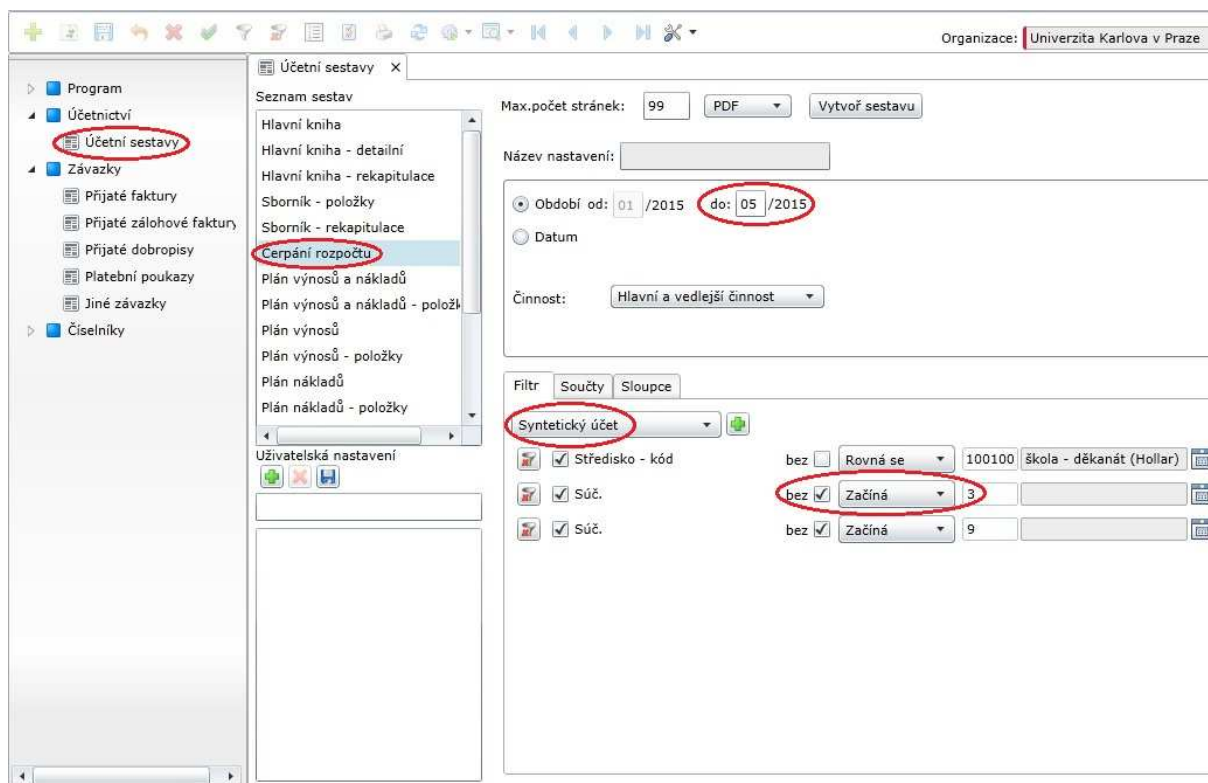 Organizace: Univerzita Karlova v Praze
Program
Účetnictví
Účetní sestavy
Závazky
Přijaté faktury
Přijaté zálohové faktury
Přijaté dobropisy
Platební poukazy
Jiné závazky
Číselníky
Účetní sestavy X
Seznam sestav
Hlavní kniha
Hlavní kniha - detailní
Hlavní kniha - rekapitulace
Sborník - položky
Sborník - rekapitulace
Čerpání rozpočtu
Plán výnosů a nákladů
Plán výnosů a nákladů - položk
Plán výnosů
Plán výnosů - položky
Plán nákladů
Plán nákladů - položky
Uživatelská nastavení
Max.počet stránek: 99 PDF Vytvoř sestavu
Název nastavení:
Období od: 01 /2015 do: 05 /2015
Datum
Činnost: Hlavní a vedlejší činnost
Filtr Součty Sloupce
Syntetický účet
Středisko - kód bez Rovná se 100100 škola - děkanát (Hollar)
Súč. bez Začíná 3
Súč. bez Začíná 9